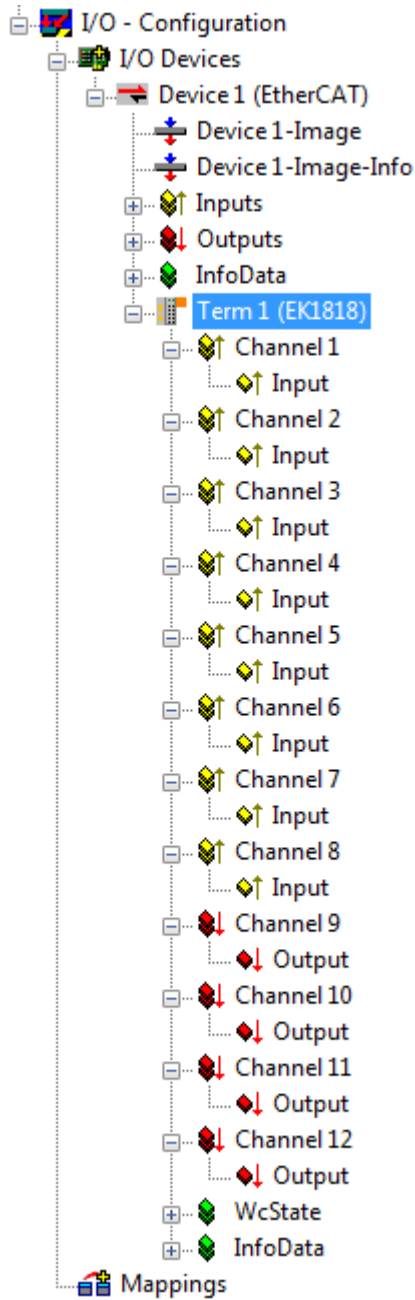 I/O - Configuration
I/O Devices
Device 1 (EtherCAT)
Device 1-Image
Device 1-Image-Info
Inputs
Outputs
InfoData
Term 1 (EK1818)
Channel 1
Input
Channel 2
Input
Channel 3
Input
Channel 4
Input
Channel 5
Input
Channel 6
Input
Channel 7
Input
Channel 8
Input
Channel 9
Output
Channel 10
Output
Channel 11
Output
Channel 12
Output
WcState
InfoData
Mappings